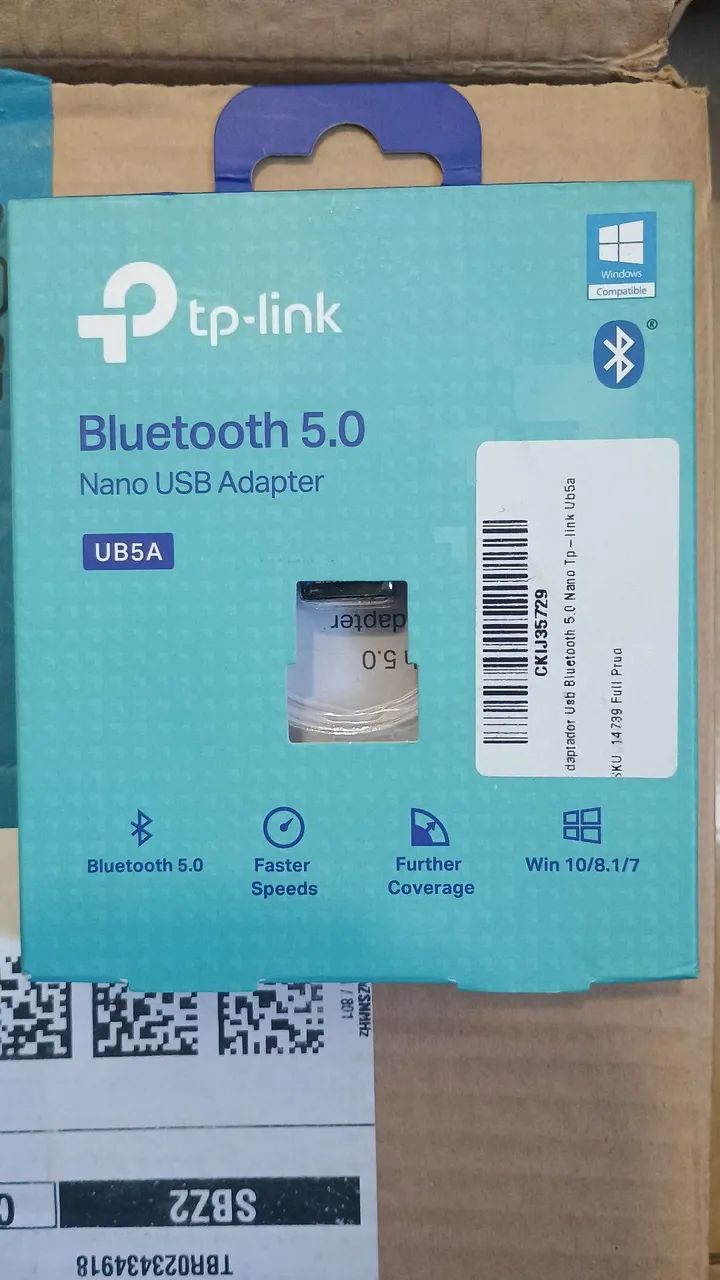 tp-link
Windows
Compatible
®
Bluetooth 5.0
Nano USB Adapter
UB5A
dapter
h 5.0
CKIJ35729
daptador Usb Bluetooth 5.0 Nano Tp-link Ub5a
SKU 14739 Full Prud
Bluetooth 5.0
Faster
Speeds
Further
Coverage
Win 10/8.1/7
/ 801
SBZ2
TBR023434918